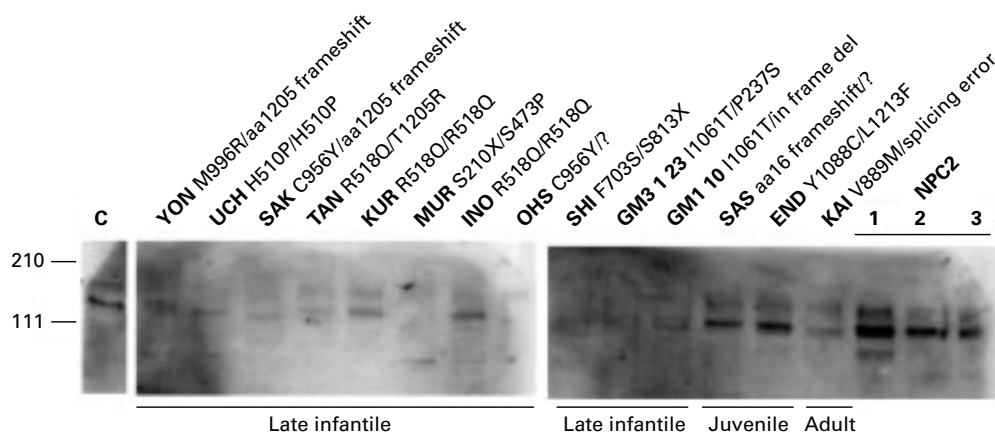 C
YON M996R/aa1205 frameshift
UCH H510P/H510P
SAK C956Y/aa1205 frameshift
TAN R518Q/T1205R
KUR R518Q/R518Q
MUR S210X/S473P
INO R518Q/R518Q
OHS C956Y/?
SHI F703S/S813X
GM3 1 23 I1061T/P237S
GM1 10 I1061T/in frame del
SAS aa16 frameshift/?
END Y1088C/L1213F
KAI V889M/splicing error
NPC2
1 2 3
210
111
Late infantile Late infantile Juvenile Adult